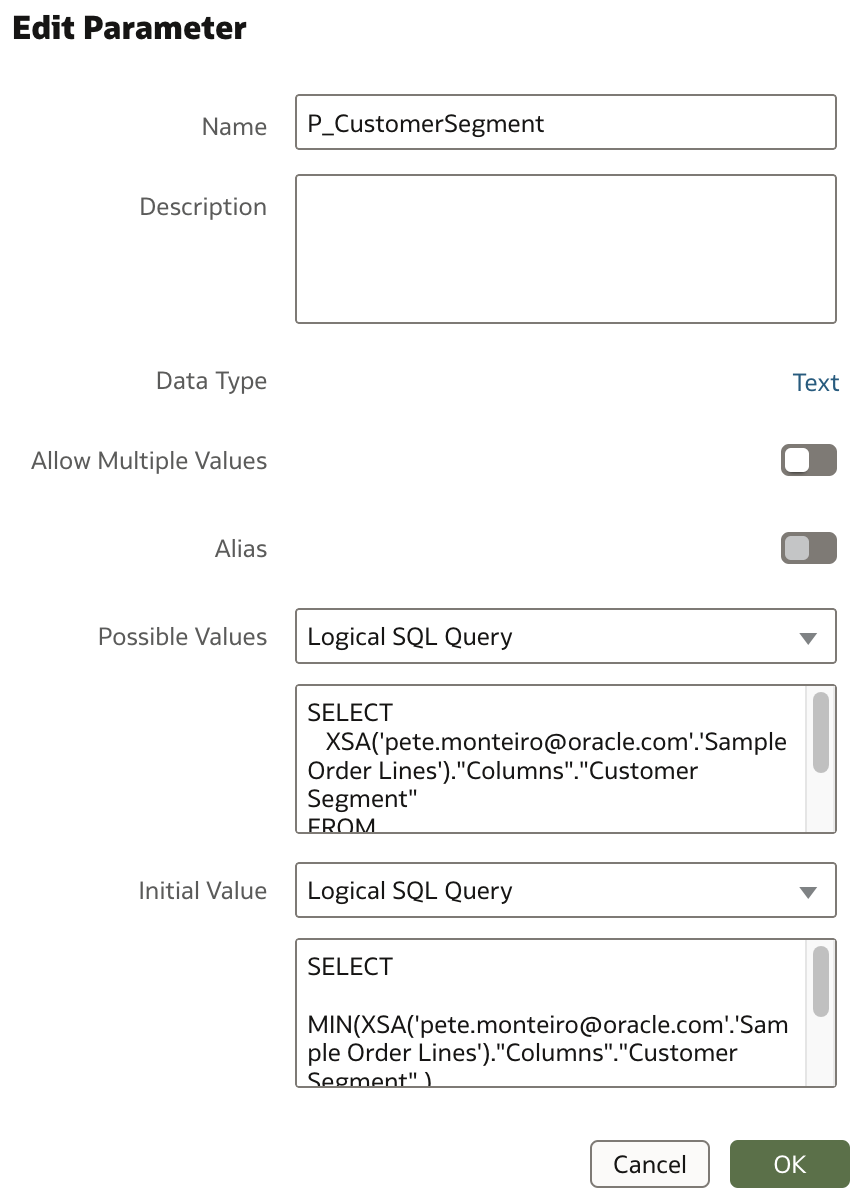 Edit Parameter
Name P_CustomerSegment
Description
Data Type Text
Allow Multiple Values
Alias
Possible Values Logical SQL Query
SELECT
XSA('pete.monteiro@oracle.com'.'Sample
Order Lines')."Columns"."Customer
Segment"
FROM
Initial Value Logical SQL Query
SELECT
MIN(XSA('pete.monteiro@oracle.com'.'Sam
ple Order Lines')."Columns"."Customer
Segment" )
Cancel OK